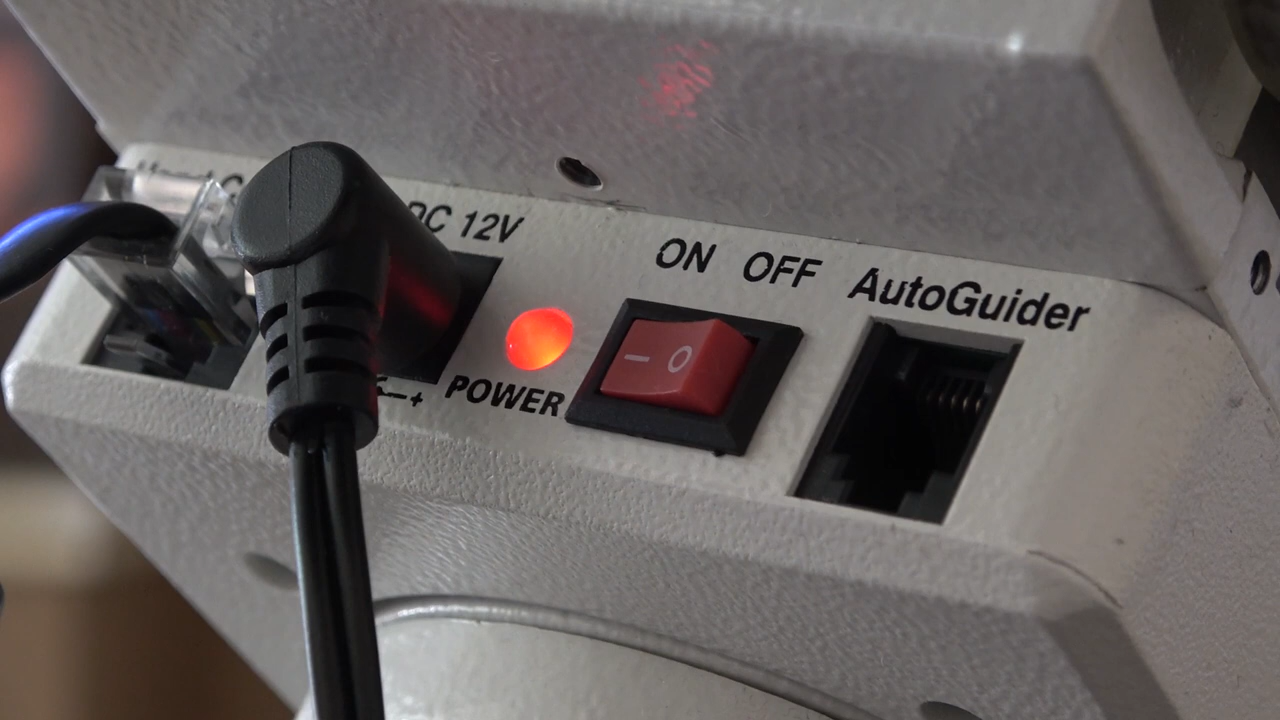 DC 12V
ON OFF
AutoGuider
POWER
– O